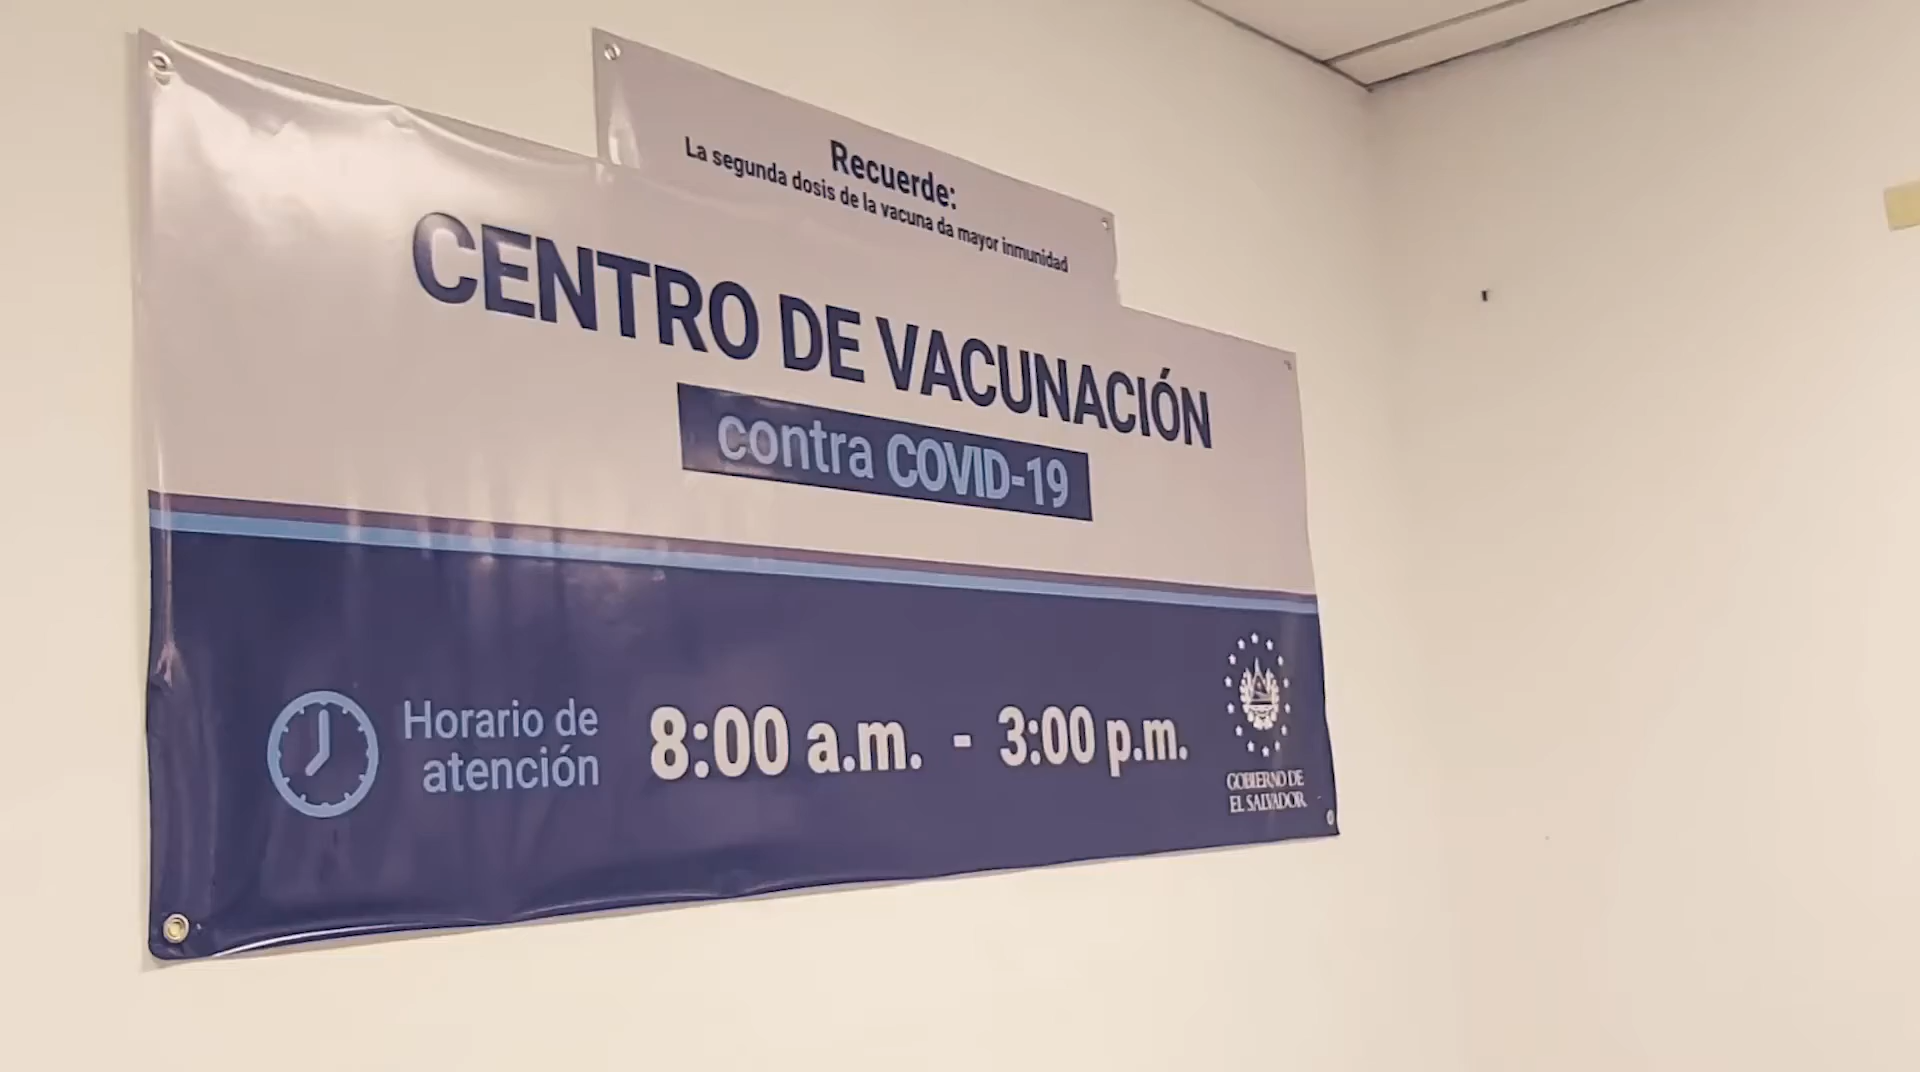 Recuerde:
La segunda dosis de la vacuna da mayor inmunidad
CENTRO DE VACUNACIÓN
contra COVID-19
Horario de
atención
8:00 a.m. - 3:00 p.m.
GOBIERNO DE
EL SALVADOR